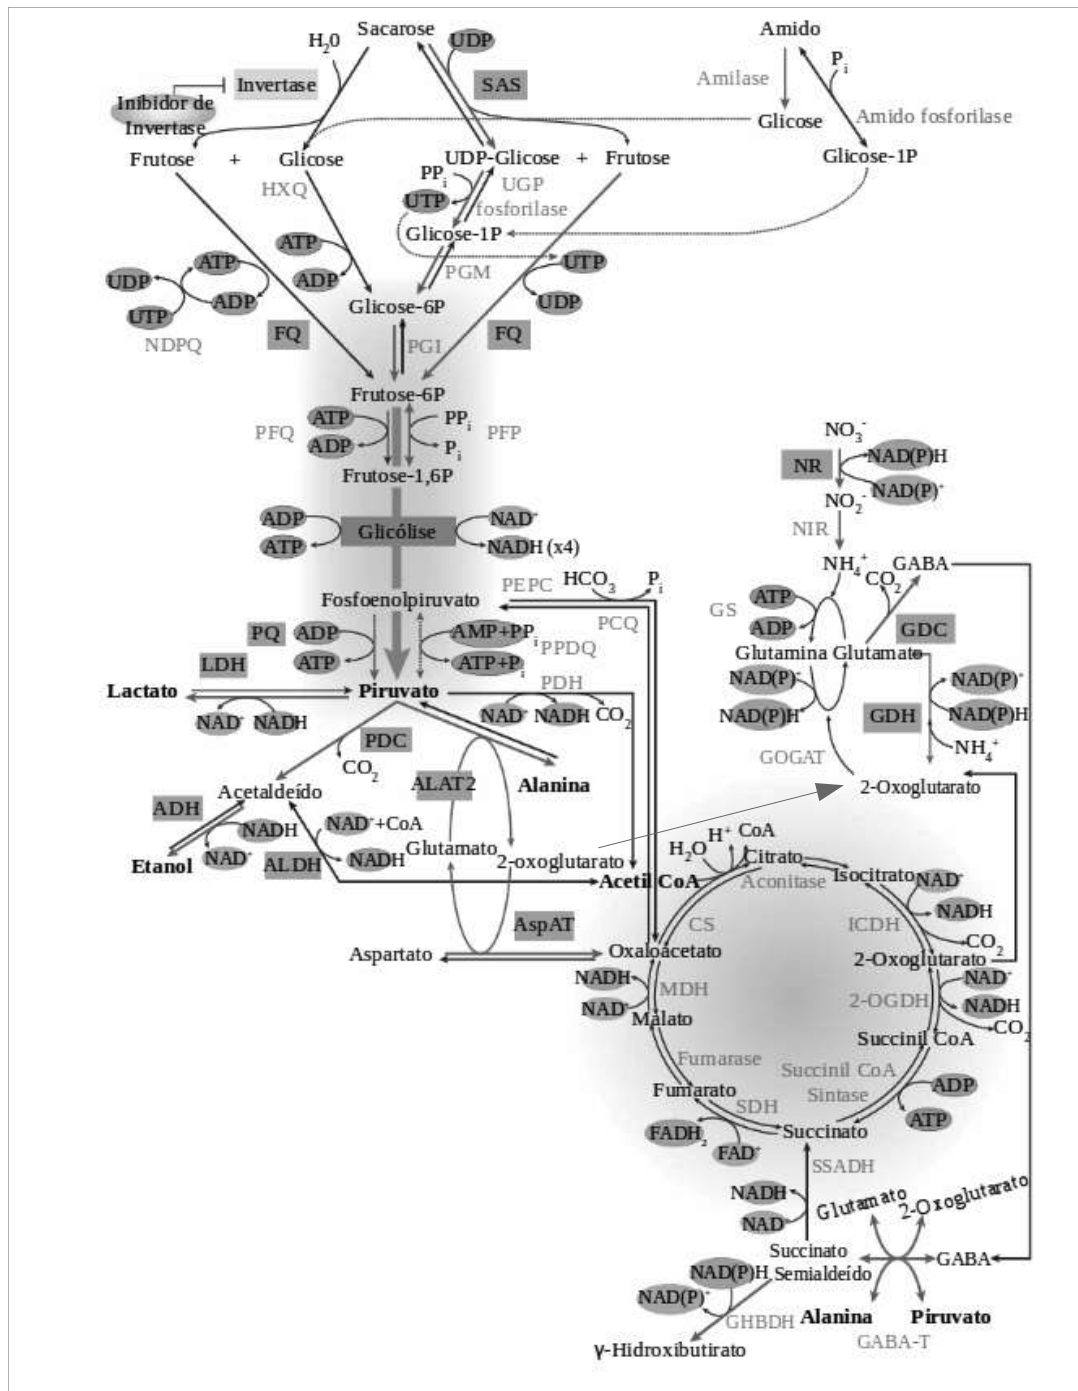 Sacarose
Amido
H₂0
UDP
Pᵢ
Inibidor de
Invertase
Invertase
SAS
Amilase
Glicose
Amido fosforilase
Frutose + Glicose
UDP-Glicose + Frutose
Glicose-1P
HXQ
PPᵢ
UTP
UGP
fosforilase
Glicose-1P
ATP
ADP
PGM
UTP
UDP
UDP
UTP
ATP
ADP
NDPQ
Glicose-6P
FQ
PGI
FQ
Frutose-6P
PFQ
ATP
ADP
PPᵢ
Pᵢ
PFP
Frutose-1,6P
NO₃⁻
NR
NAD(P)H
NAD(P)⁺
NO₂⁻
ADP
ATP
Glicólise
NAD⁺
NADH (x4)
NIR
NH₄⁺
CO₂
GABA
PEPC
HCO₃
Pᵢ
PCQ
Fosfoenolpiruvato
GS
ATP
ADP
GDC
PQ
ADP
ATP
AMP+PPᵢ
ATP+Pᵢ
PPDQ
Glutamina Glutamato
LDH
Lactato
Piruvato
PDH
NAD⁺
NADH
NAD⁺ NADH CO₂
NAD(P)⁺
NAD(P)H
NAD(P)⁺
NAD(P)H
GDH
NH₄⁺
GOGAT
PDC
CO₂
Acetaldeído
ALAT2
Alanina
2-Oxoglutarato
ADH
NADH
NAD⁺
Etanol
ALDH
NAD⁺+CoA
NADH
Glutamato
2-oxoglutarato
Acetil CoA
H₂O
H⁺ CoA
Citrato
Aconitase
Isocitrato
NAD⁺
NADH
CO₂
CS
ICDH
AspAT
Aspartato
Oxaloacetato
2-Oxoglutarato
NADH
NAD⁺
MDH
2-OGDH
NAD⁺
NADH
CO₂
Malato
Succinil CoA
Fumarase
Succinil CoA
Sintase
ADP
ATP
Fumarato
SDH
FADH₂
FAD⁺
Succinato
SSADH
NADH
NAD⁺
Glutamato
2-Oxoglutarato
Succinato
Semialdeído
GABA
NAD(P)H
NAD(P)⁺
GHBDH
Alanina
Piruvato
GABA-T
γ-Hidroxibutirato